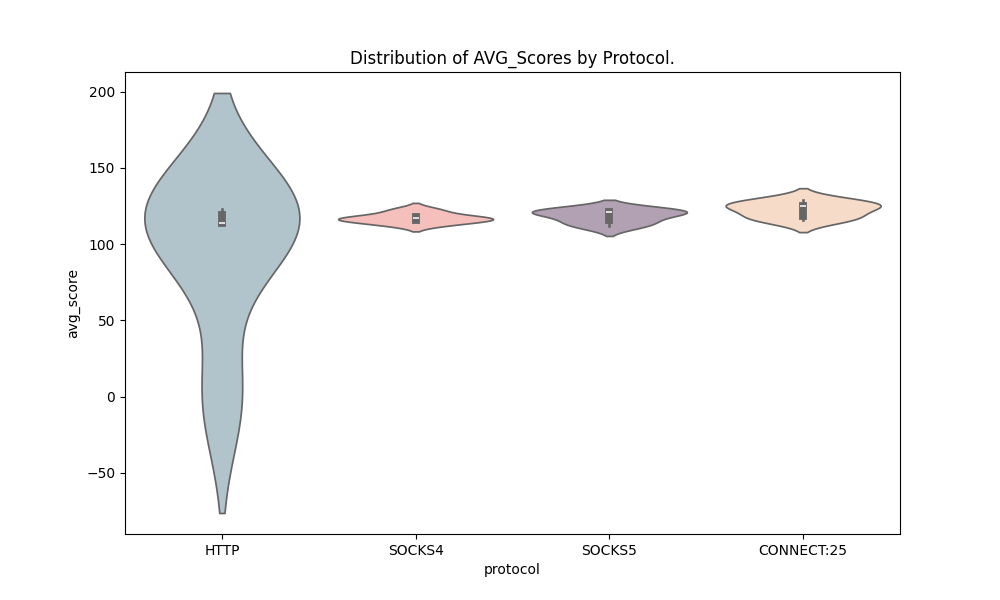 Distribution of AVG_Scores by Protocol.
200
150
100
50
0
−50
avg_score
HTTP SOCKS4 SOCKS5 CONNECT:25
protocol